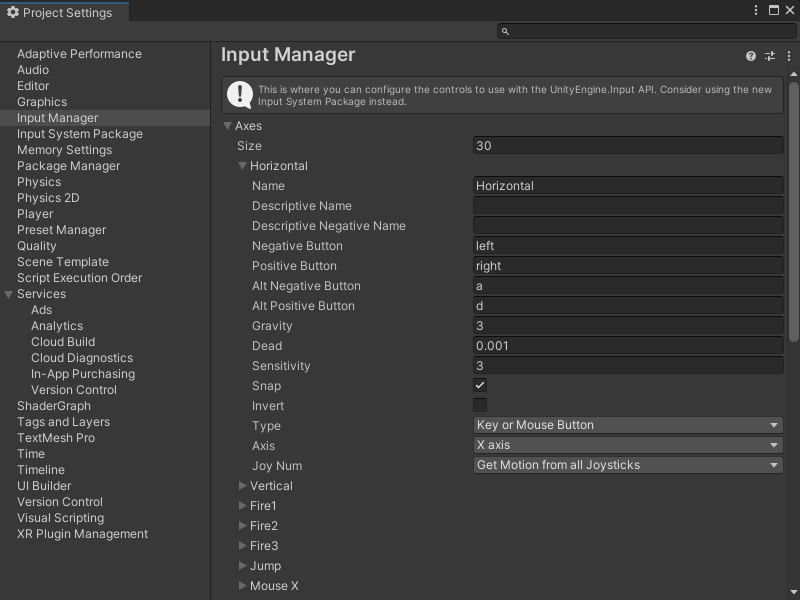 Project Settings
Adaptive Performance
Audio
Editor
Graphics
Input Manager
Input System Package
Memory Settings
Package Manager
Physics
Physics 2D
Player
Preset Manager
Quality
Scene Template
Script Execution Order
Services
Ads
Analytics
Cloud Build
Cloud Diagnostics
In-App Purchasing
Version Control
ShaderGraph
Tags and Layers
TextMesh Pro
Time
Timeline
UI Builder
Version Control
Visual Scripting
XR Plugin Management
Input Manager
This is where you can configure the controls to use with the UnityEngine.Input API. Consider using the new
Input System Package instead.
Axes
Size 30
Horizontal
Name Horizontal
Descriptive Name
Descriptive Negative Name
Negative Button left
Positive Button right
Alt Negative Button a
Alt Positive Button d
Gravity 3
Dead 0.001
Sensitivity 3
Snap
Invert
Type Key or Mouse Button
Axis X axis
Joy Num Get Motion from all Joysticks
Vertical
Fire1
Fire2
Fire3
Jump
Mouse X